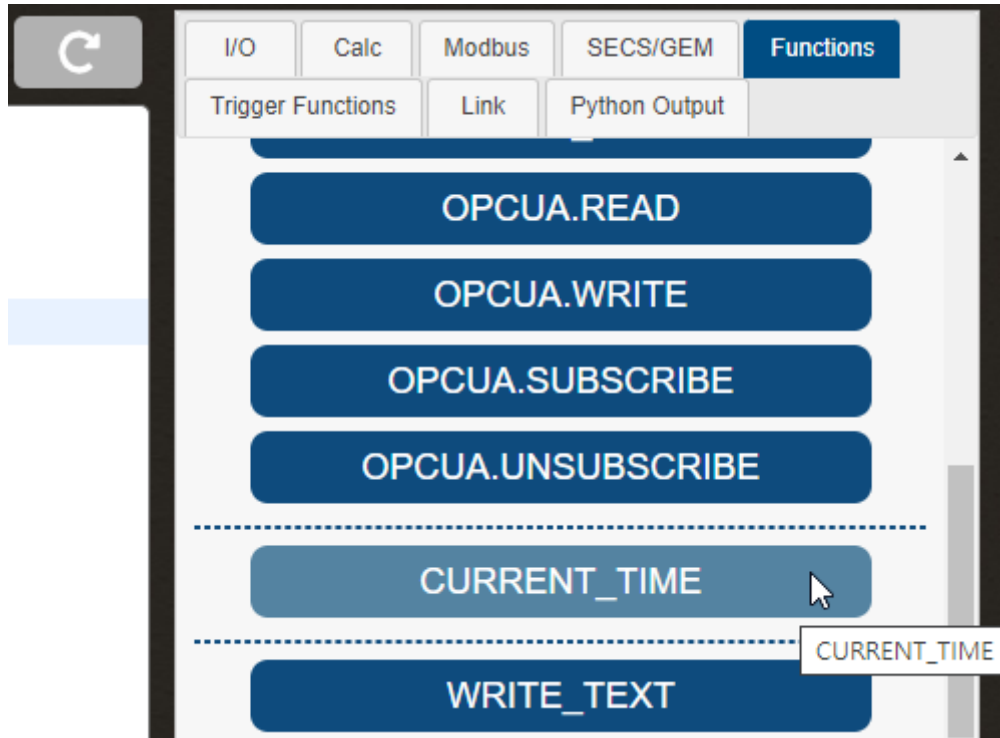 I/O Calc Modbus SECS/GEM Functions
Trigger Functions Link Python Output
OPCUA.READ
OPCUA.WRITE
OPCUA.SUBSCRIBE
OPCUA.UNSUBSCRIBE
CURRENT_TIME
CURRENT_TIME
WRITE_TEXT